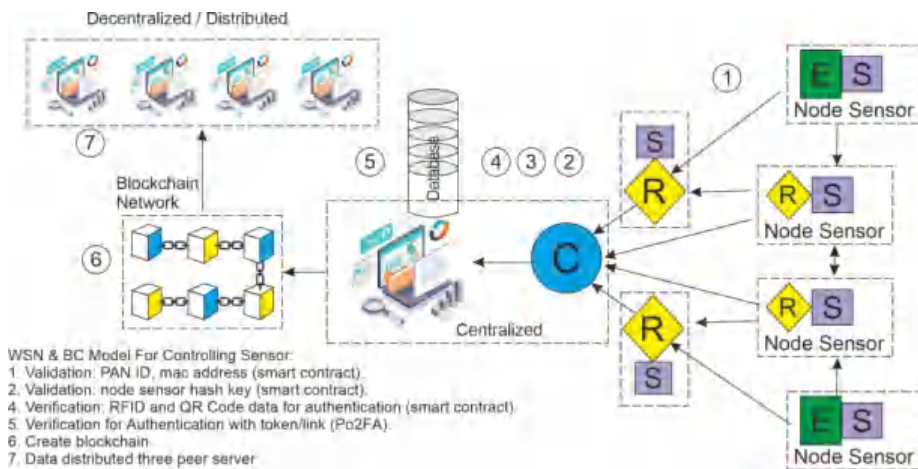 Decentralized / Distributed
7
Blockchain
Network
6
5
Database
4 3 2
1
C
Centralized
S
R
R
S
E S
Node Sensor
R S
Node Sensor
R S
Node Sensor
E S
Node Sensor
WSN & BC Model For Controlling Sensor:
1. Validation: PAN ID, mac address (smart contract).
2. Validation: node sensor hash key (smart contract).
4. Verification: RFID and QR Code data for authentication (smart contract).
5. Verification for Authentication with token/link (Po2FA).
6. Create blockchain
7. Data distributed three peer server